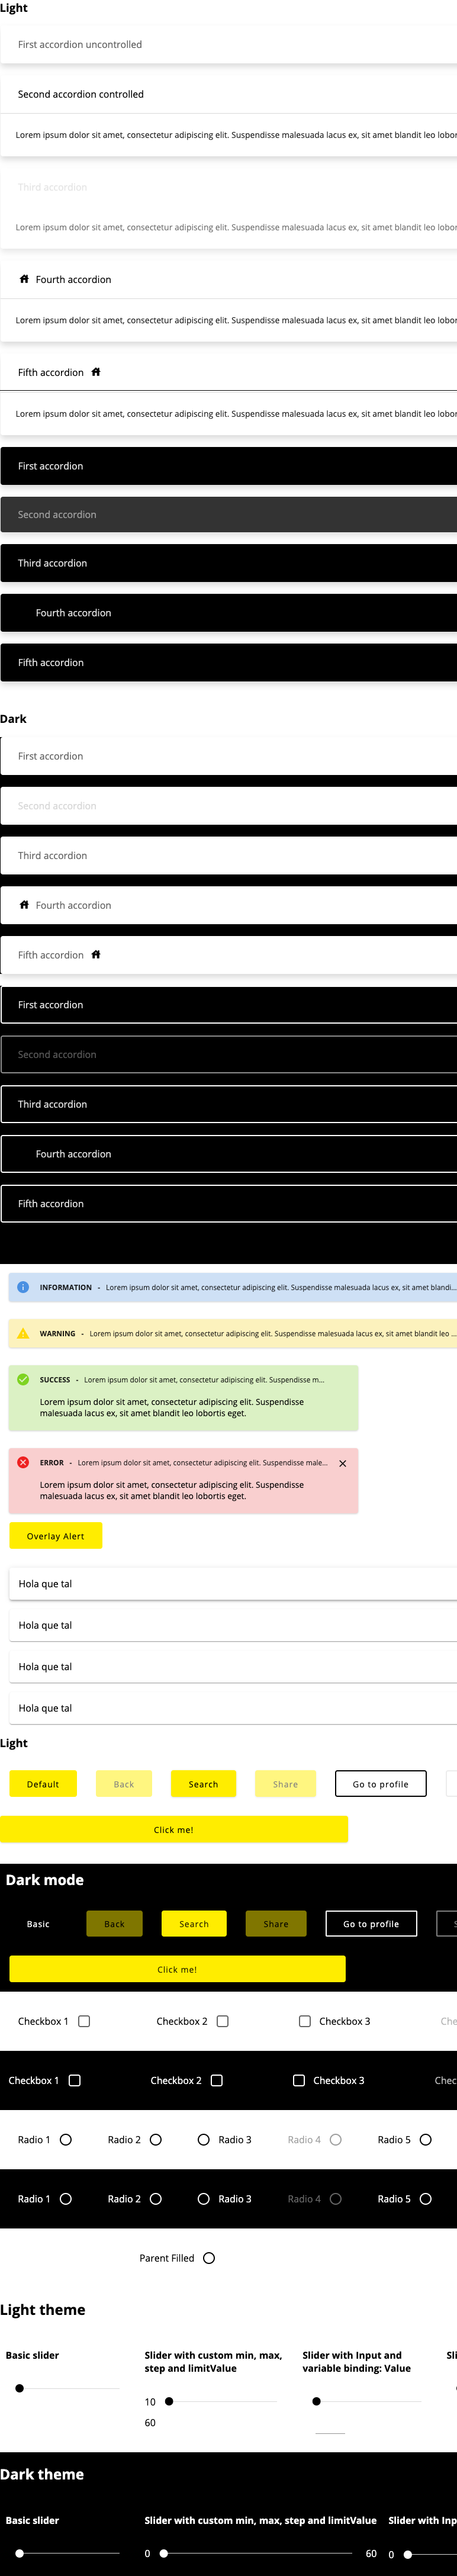 Light
First accordion uncontrolled
Second accordion controlled
Lorem ipsum dolor sit amet, consectetur adipiscing elit. Suspendisse malesuada lacus ex, sit amet blandit leo lobor
Third accordion
Lorem ipsum dolor sit amet, consectetur adipiscing elit. Suspendisse malesuada lacus ex, sit amet blandit leo lobor
Fourth accordion
Lorem ipsum dolor sit amet, consectetur adipiscing elit. Suspendisse malesuada lacus ex, sit amet blandit leo lobor
Fifth accordion
Lorem ipsum dolor sit amet, consectetur adipiscing elit. Suspendisse malesuada lacus ex, sit amet blandit leo lobor
First accordion
Second accordion
Third accordion
Fourth accordion
Fifth accordion
Dark
First accordion
Second accordion
Third accordion
Fourth accordion
Fifth accordion
First accordion
Second accordion
Third accordion
Fourth accordion
Fifth accordion
INFORMATION - Lorem ipsum dolor sit amet, consectetur adipiscing elit. Suspendisse malesuada lacus ex, sit amet blandi...
WARNING - Lorem ipsum dolor sit amet, consectetur adipiscing elit. Suspendisse malesuada lacus ex, sit amet blandit leo ...
SUCCESS - Lorem ipsum dolor sit amet, consectetur adipiscing elit. Suspendisse m...
Lorem ipsum dolor sit amet, consectetur adipiscing elit. Suspendisse
malesuada lacus ex, sit amet blandit leo lobortis eget.
ERROR - Lorem ipsum dolor sit amet, consectetur adipiscing elit. Suspendisse male...
Lorem ipsum dolor sit amet, consectetur adipiscing elit. Suspendisse
malesuada lacus ex, sit amet blandit leo lobortis eget.
Overlay Alert
Hola que tal
Hola que tal
Hola que tal
Hola que tal
Light
Default Back Search Share Go to profile
Click me!
Dark mode
Basic Back Search Share Go to profile S
Click me!
Checkbox 1 Checkbox 2 Checkbox 3 Che
Checkbox 1 Checkbox 2 Checkbox 3 Chec
Radio 1 Radio 2 Radio 3 Radio 4 Radio 5
Radio 1 Radio 2 Radio 3 Radio 4 Radio 5
Parent Filled
Light theme
Basic slider
Slider with custom min, max,
step and limitValue
Slider with Input and
variable binding: Value
Sli
10
60
Dark theme
Basic slider Slider with custom min, max, step and limitValue Slider with Inp
0 60 0